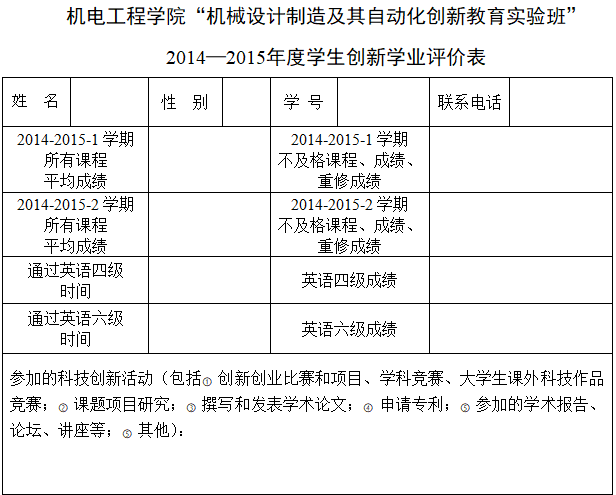 机电工程学院“机械设计制造及其自动化创新教育实验班”
2014—2015年度学生创新学业评价表
姓 名 性 别 学 号 联系电话
2014-2015-1 学期
所有课程
平均成绩
2014-2015-1 学期
不及格课程、成绩、
重修成绩
2014-2015-2 学期
所有课程
平均成绩
2014-2015-2 学期
不及格课程、成绩、
重修成绩
通过英语四级
时间
英语四级成绩
通过英语六级
时间
英语六级成绩
参加的科技创新活动（包括① 创新创业比赛和项目、学科竞赛、大学生课外科技作品
竞赛；② 课题项目研究；③ 撰写和发表学术论文；④ 申请专利；⑤ 参加的学术报告、
论坛、讲座等；⑤ 其他）：